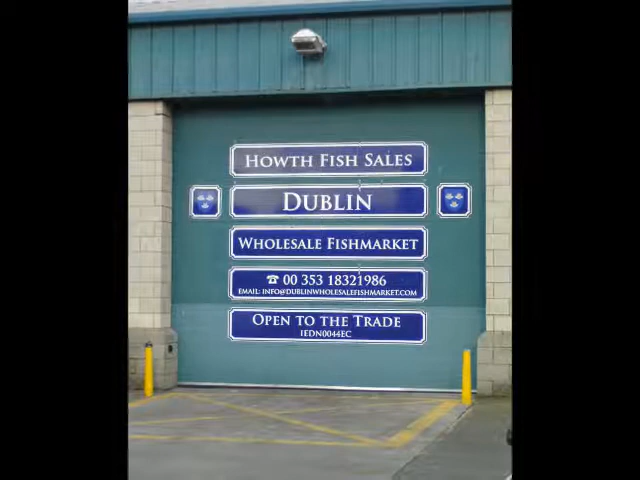 HOWTH FISH SALES
DUBLIN
WHOLESALE FISHMARKET
☎ 00 353 18321986
EMAIL: INFO@DUBLINWHOLESALEFISHMARKET.COM
OPEN TO THE TRADE
IEDN0044EC